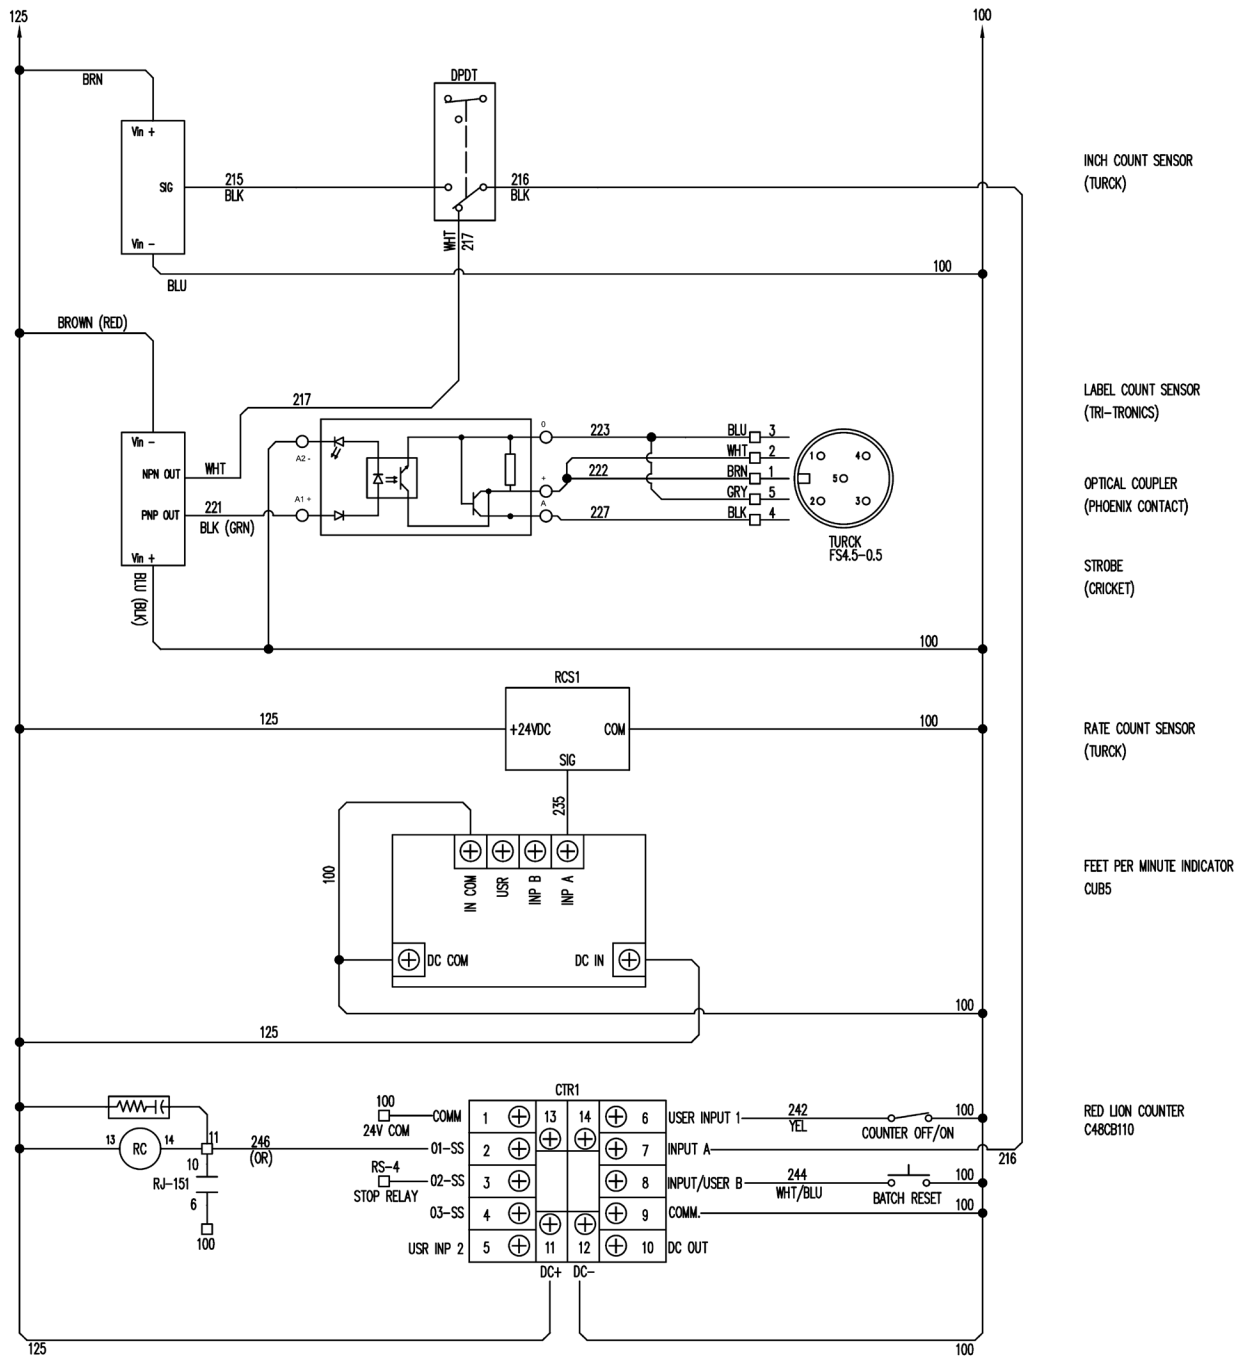 125
100
BRN
DPDT
Vin +
SIG
215
BLK
216
BLK
INCH COUNT SENSOR
(TURCK)
Vin -
WHT
217
BLU
100
BROWN (RED)
217
LABEL COUNT SENSOR
(TRI-TRONICS)
Vin -
NPN OUT
WHT
A2 -
0
223
BLU
3
WHT
2
222
BRN
1
+
GRY
5
A
227
BLK
4
1
4
5
2
3
OPTICAL COUPLER
(PHOENIX CONTACT)
PNP OUT
221
BLK (GRN)
A1 +
TURCK
FS4.5-0.5
Vin +
BLU (BLK)
STROBE
(CRICKET)
100
RCS1
125
+24VDC
COM
100
SIG
RATE COUNT SENSOR
(TURCK)
235
100
IN COM
USR
INP B
INP A
FEET PER MINUTE INDICATOR
CUB5
DC COM
DC IN
100
125
CTR1
100
24V COM
COMM
1
13
14
6
USER INPUT 1
242
YEL
COUNTER OFF/ON
100
RED LION COUNTER
C48CB110
13
RC
14
11
246
(OR)
01-SS
2
7
INPUT A
216
10
RJ-151
6
100
RS-4
STOP RELAY
02-SS
3
8
INPUT/USER B
244
WHT/BLU
BATCH RESET
100
03-SS
4
9
COMM.
100
USR INP 2
5
11
12
10
DC OUT
DC+
DC-
125
100